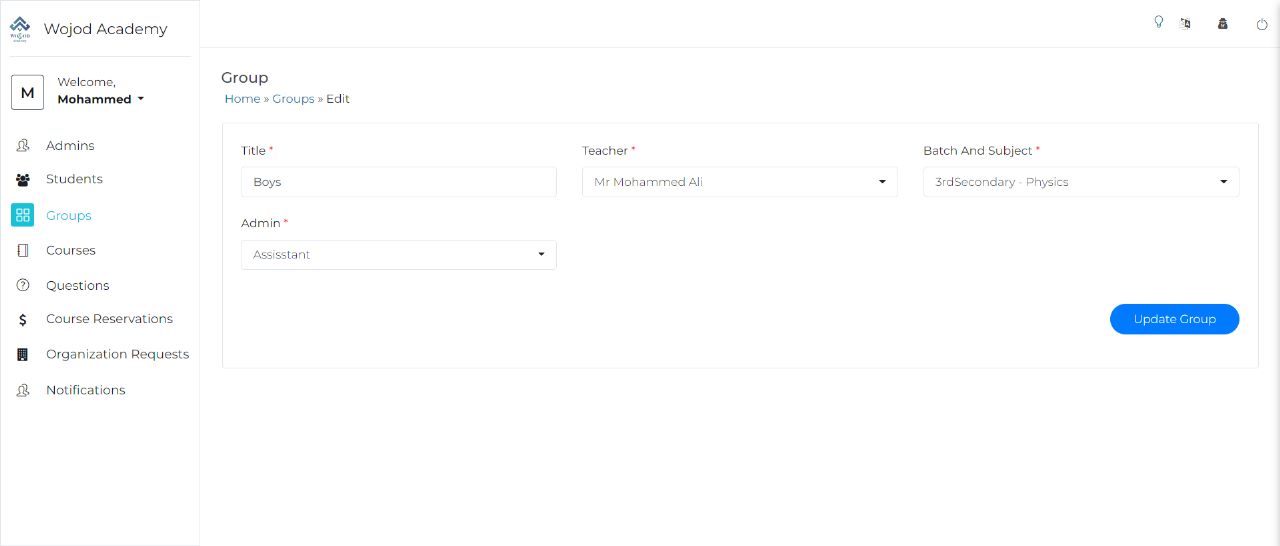 Wojod Academy
Welcome,
M
Mohammed
Admins
Students
Groups
Courses
Questions
Course Reservations
Organization Requests
Notifications
Group
Home » Groups » Edit
Title *
Boys
Teacher *
Mr Mohammed Ali
Batch And Subject *
3rdSecondary - Physics
Admin *
Assisstant
Update Group